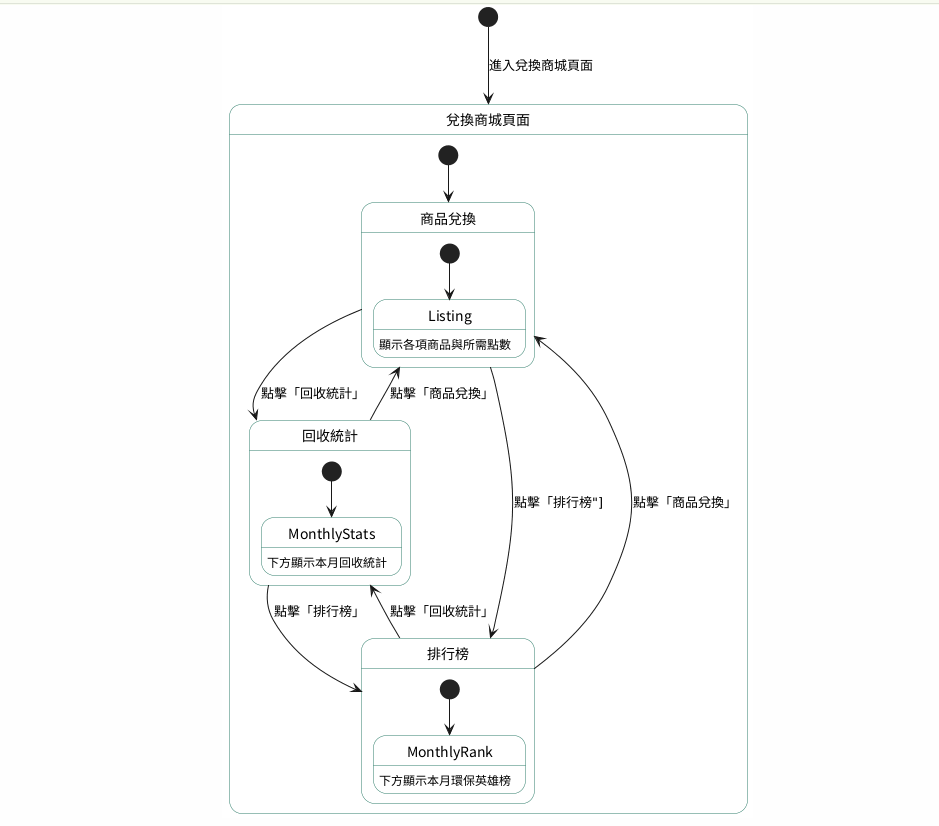 進入兌換商城頁面
兌換商城頁面
商品兌換
Listing
顯示各項商品與所需點數
點擊「回收統計」
點擊「商品兌換」
回收統計
MonthlyStats
下方顯示本月回收統計
點擊「排行榜"]
點擊「商品兌換」
點擊「排行榜」
點擊「回收統計」
排行榜
MonthlyRank
下方顯示本月環保英雄榜